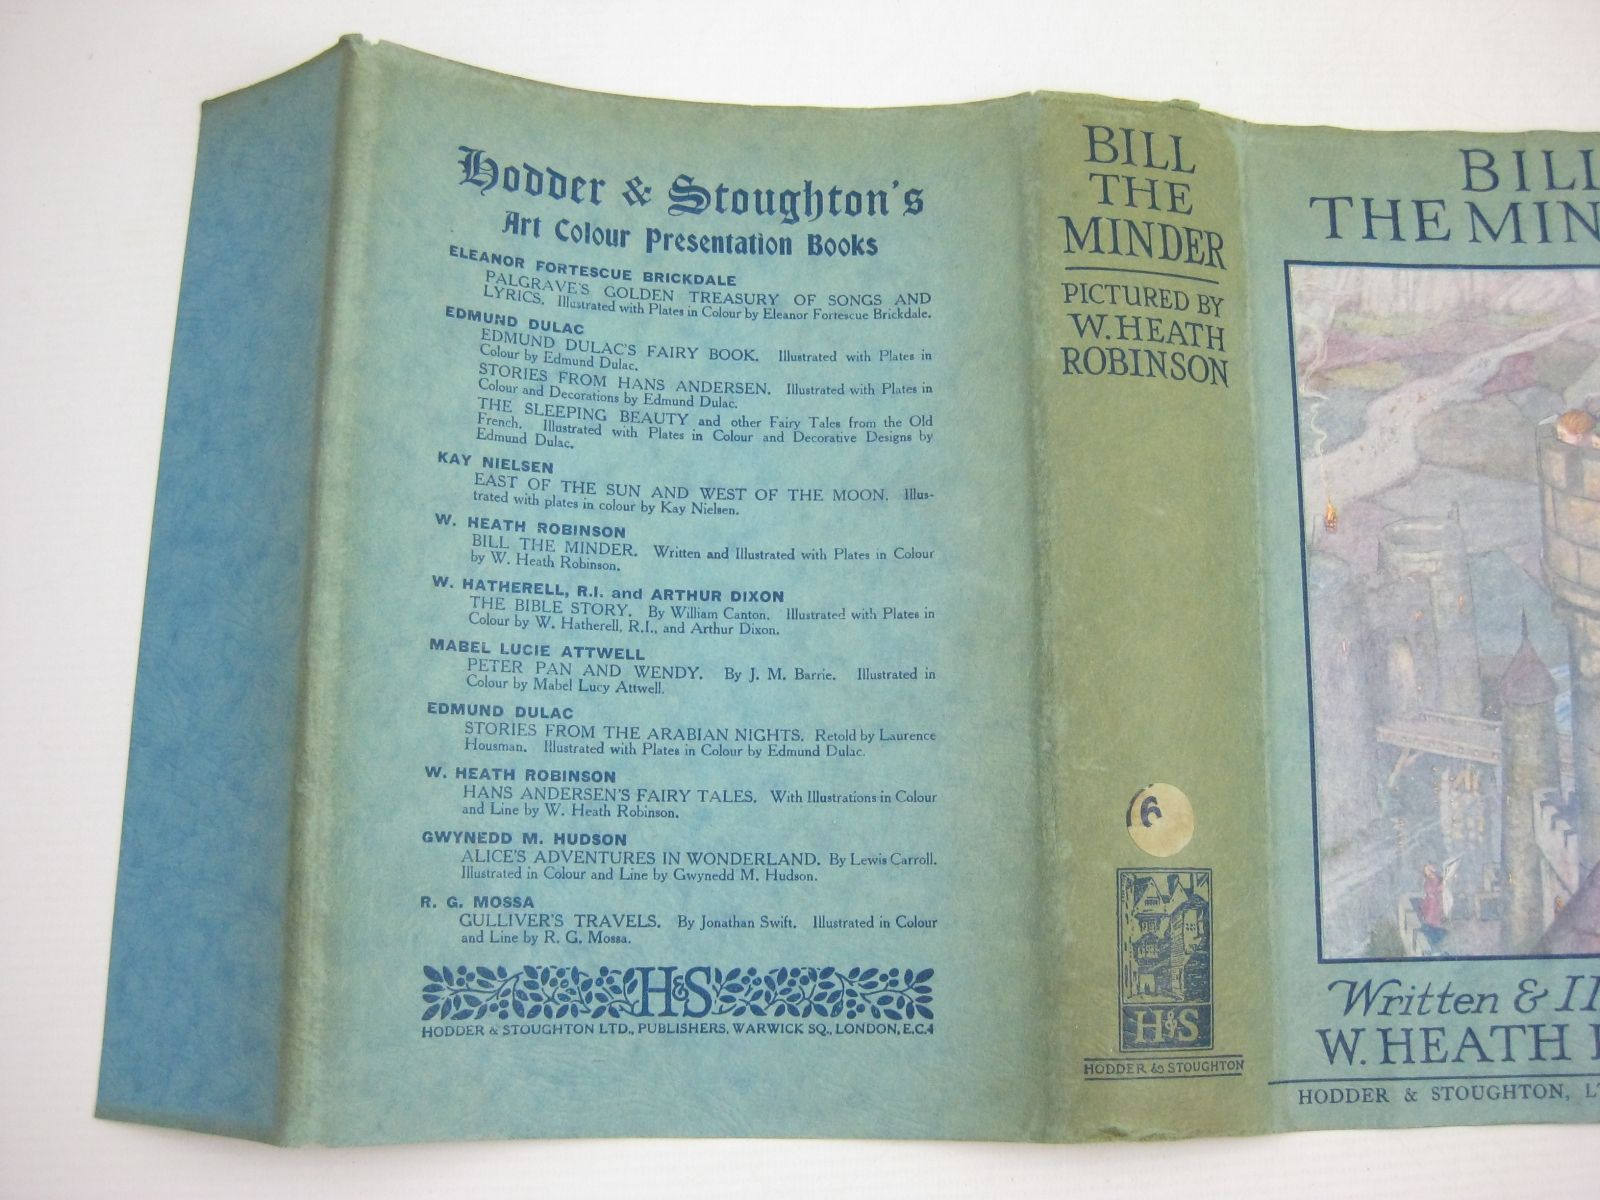 Hodder & Stoughton's
Art Colour Presentation Books
ELEANOR FORTESCUE BRICKDALE
PALGRAVE'S GOLDEN TREASURY OF SONGS AND
LYRICS. Illustrated with Plates in Colour by Eleanor Fortescue Brickdale.
EDMUND DULAC
EDMUND DULAC'S FAIRY BOOK. Illustrated with Plates in
Colour by Edmund Dulac.
STORIES FROM HANS ANDERSEN. Illustrated with Plates in
Colour and Decorations by Edmund Dulac.
THE SLEEPING BEAUTY and other Fairy Tales from the Old
French. Illustrated with Plates in Colour and Decorative Designs by
Edmund Dulac.
KAY NIELSEN
EAST OF THE SUN AND WEST OF THE MOON. Illus-
trated with plates in colour by Kay Nielsen.
W. HEATH ROBINSON
BILL THE MINDER. Written and Illustrated with Plates in Colour
by W. Heath Robinson.
W. HATHERELL, R.I. and ARTHUR DIXON
THE BIBLE STORY. By William Canton. Illustrated with Plates in
Colour by W. Hatherell, R.I., and Arthur Dixon.
MABEL LUCIE ATTWELL
PETER PAN AND WENDY. By J. M. Barrie. Illustrated in
Colour by Mabel Lucy Attwell.
EDMUND DULAC
STORIES FROM THE ARABIAN NIGHTS. Retold by Laurence
Housman. Illustrated with Plates in Colour by Edmund Dulac.
W. HEATH ROBINSON
HANS ANDERSEN'S FAIRY TALES. With Illustrations in Colour
and Line by W. Heath Robinson.
GWYNEDD M. HUDSON
ALICE'S ADVENTURES IN WONDERLAND. By Lewis Carroll.
Illustrated in Colour and Line by Gwynedd M. Hudson.
R. G. MOSSA
GULLIVER'S TRAVELS. By Jonathan Swift. Illustrated in Colour
and Line by R. G. Mossa.
H&S
HODDER & STOUGHTON LTD., PUBLISHERS, WARWICK SQ., LONDON, E.C.4
BILL
THE
MINDER
PICTURED BY
W. HEATH
ROBINSON
6
H&S
HODDER & STOUGHTON
BILL
THE MIN
Written & Il
W. HEATH
HODDER & STOUGHTON, LT